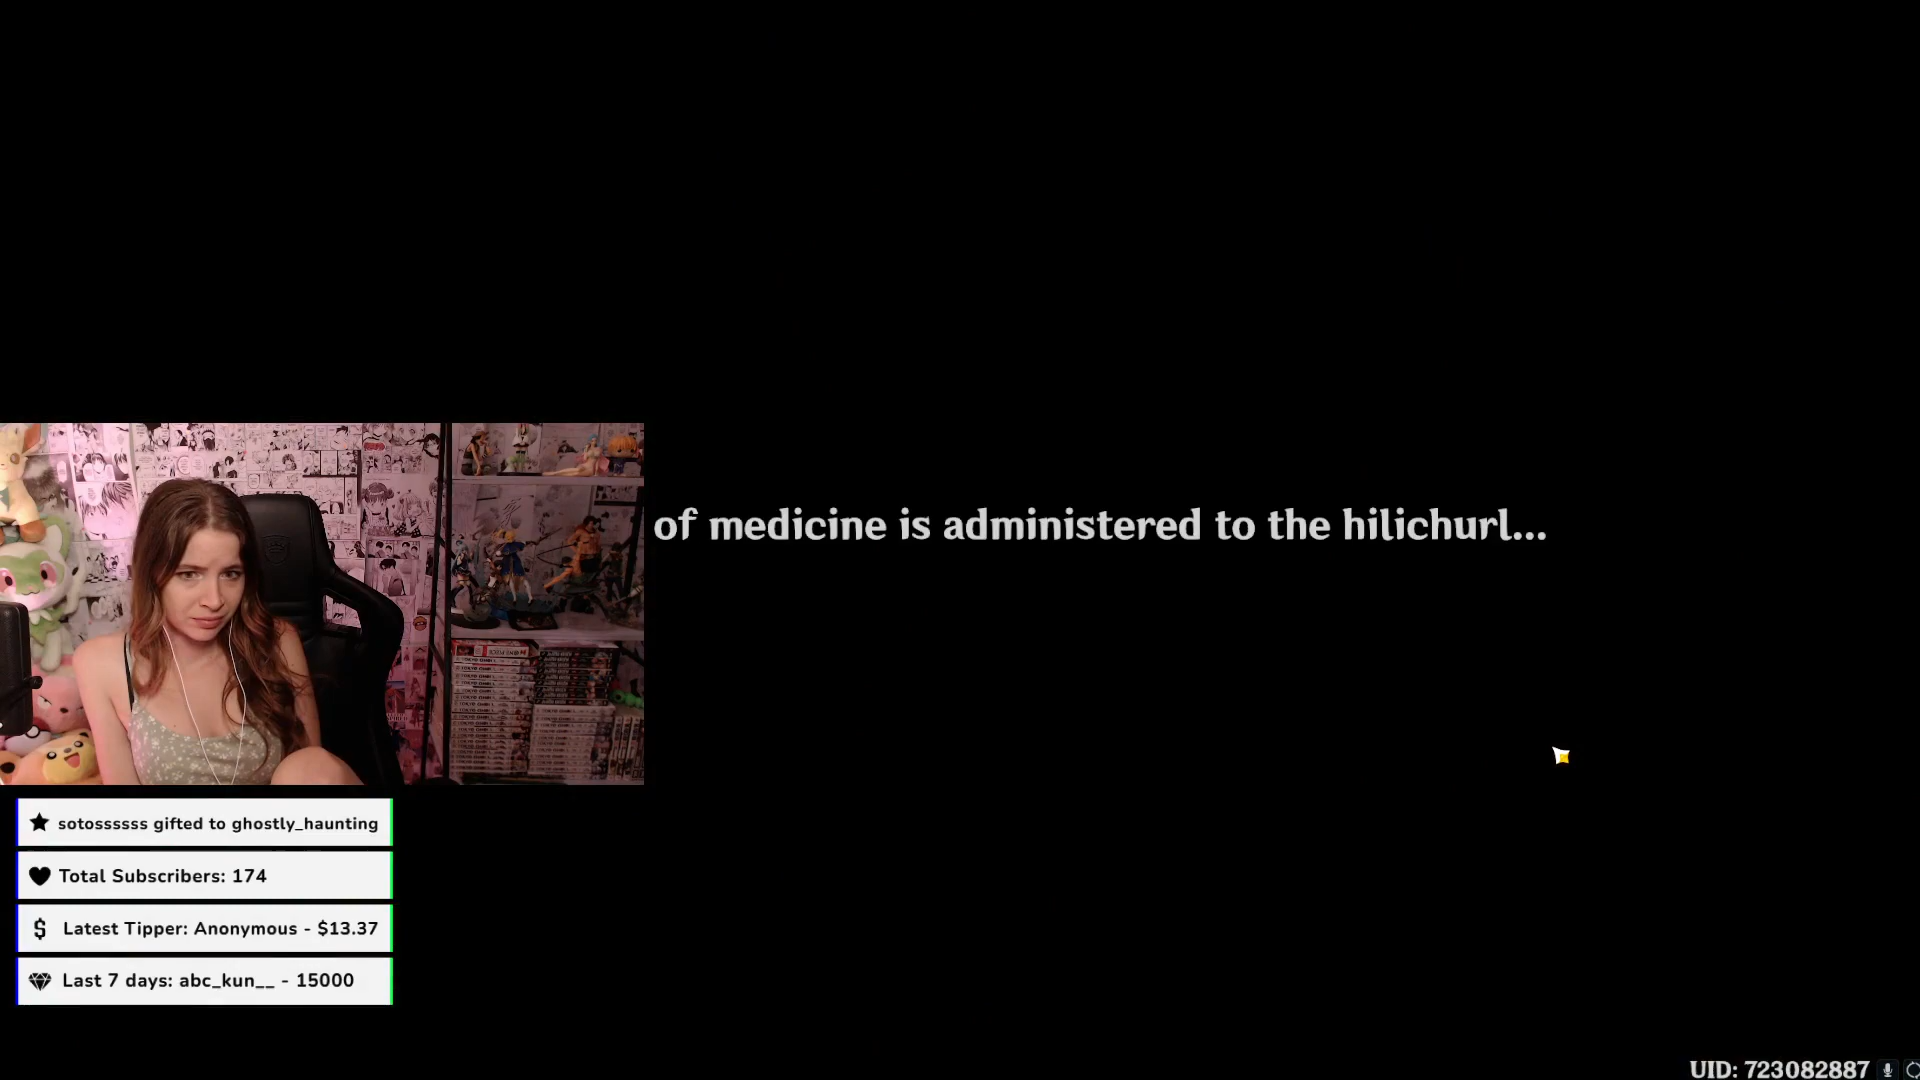 of medicine is administered to the hilichurl...
sotossssss gifted to ghostly_haunting
Total Subscribers: 174
$ Latest Tipper: Anonymous - $13.37
Last 7 days: abc_kun__ - 15000
UID: 723082887